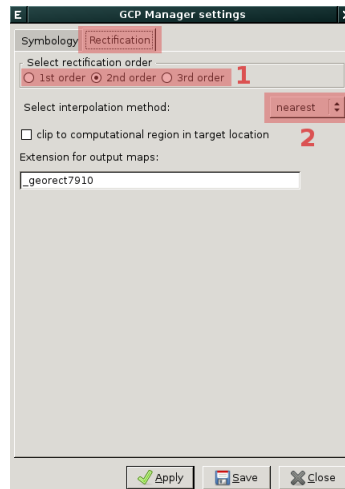 E GCP Manager settings
Symbology Rectification
Select rectification order
1st order 2nd order 3rd order 1
Select interpolation method: nearest
clip to computational region in target location 2
Extension for output maps:
_georect7910
Apply Save Close